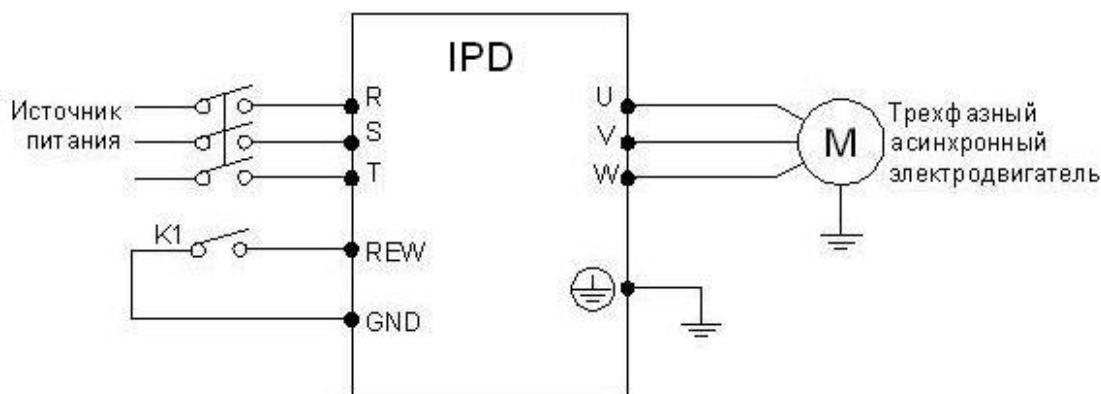 IPD
Источник
питания
R
S
T
U
V
W
M
Трехфазный
асинхронный
электродвигатель
K1
REW
GND